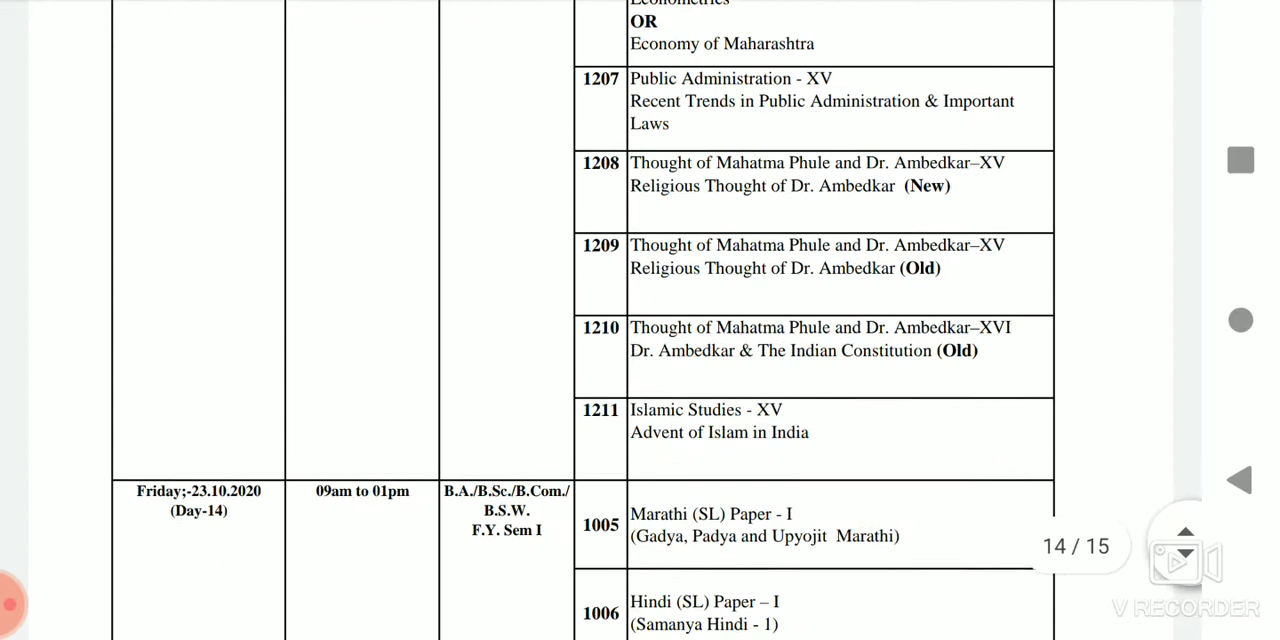 Econometrics
OR
Economy of Maharashtra
1207
Public Administration - XV
Recent Trends in Public Administration & Important
Laws
1208
Thought of Mahatma Phule and Dr. Ambedkar–XV
Religious Thought of Dr. Ambedkar (New)
1209
Thought of Mahatma Phule and Dr. Ambedkar–XV
Religious Thought of Dr. Ambedkar (Old)
1210
Thought of Mahatma Phule and Dr. Ambedkar–XVI
Dr. Ambedkar & The Indian Constitution (Old)
1211
Islamic Studies - XV
Advent of Islam in India
Friday;-23.10.2020
(Day-14)
09am to 01pm
B.A./B.Sc./B.Com./
B.S.W.
F.Y. Sem I
1005
Marathi (SL) Paper - I
(Gadya, Padya and Upyojit Marathi)
1006
Hindi (SL) Paper – I
(Samanya Hindi - 1)
14 / 15
V RECORDER